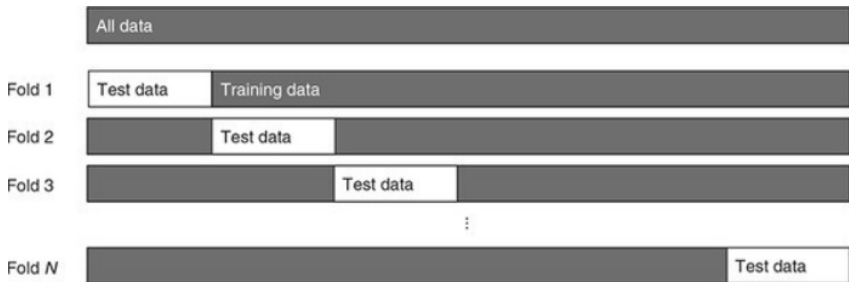 All data
Fold 1 Test data Training data
Fold 2 Test data
Fold 3 Test data
⋮
Fold N Test data